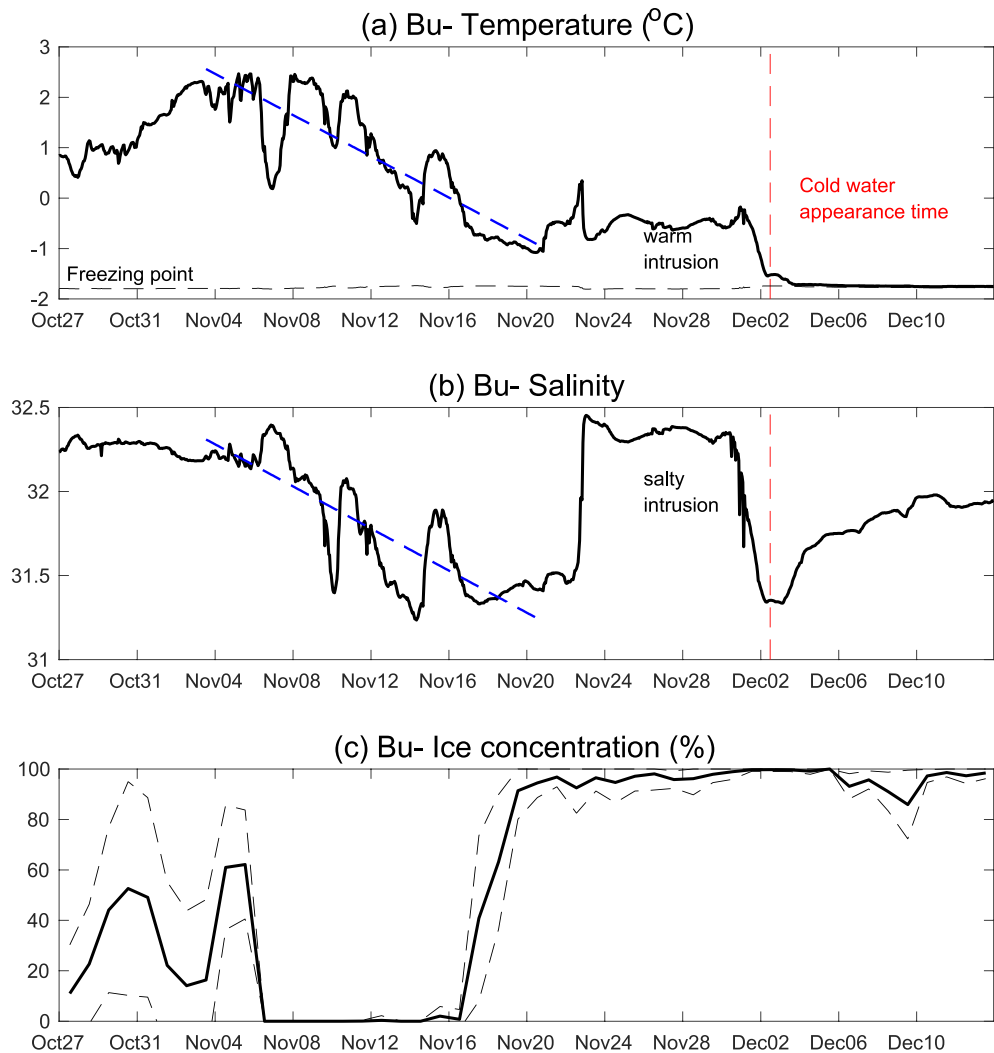 (a) Bu- Temperature (°C)
3
2
1
0
-1
-2
Cold water
appearance time
warm
intrusion
Freezing point
Oct27 Oct31 Nov04 Nov08 Nov12 Nov16 Nov20 Nov24 Nov28 Dec02 Dec06 Dec10
(b) Bu- Salinity
32.5
32
31.5
31
salty
intrusion
Oct27 Oct31 Nov04 Nov08 Nov12 Nov16 Nov20 Nov24 Nov28 Dec02 Dec06 Dec10
(c) Bu- Ice concentration (%)
100
80
60
40
20
0
Oct27 Oct31 Nov04 Nov08 Nov12 Nov16 Nov20 Nov24 Nov28 Dec02 Dec06 Dec10